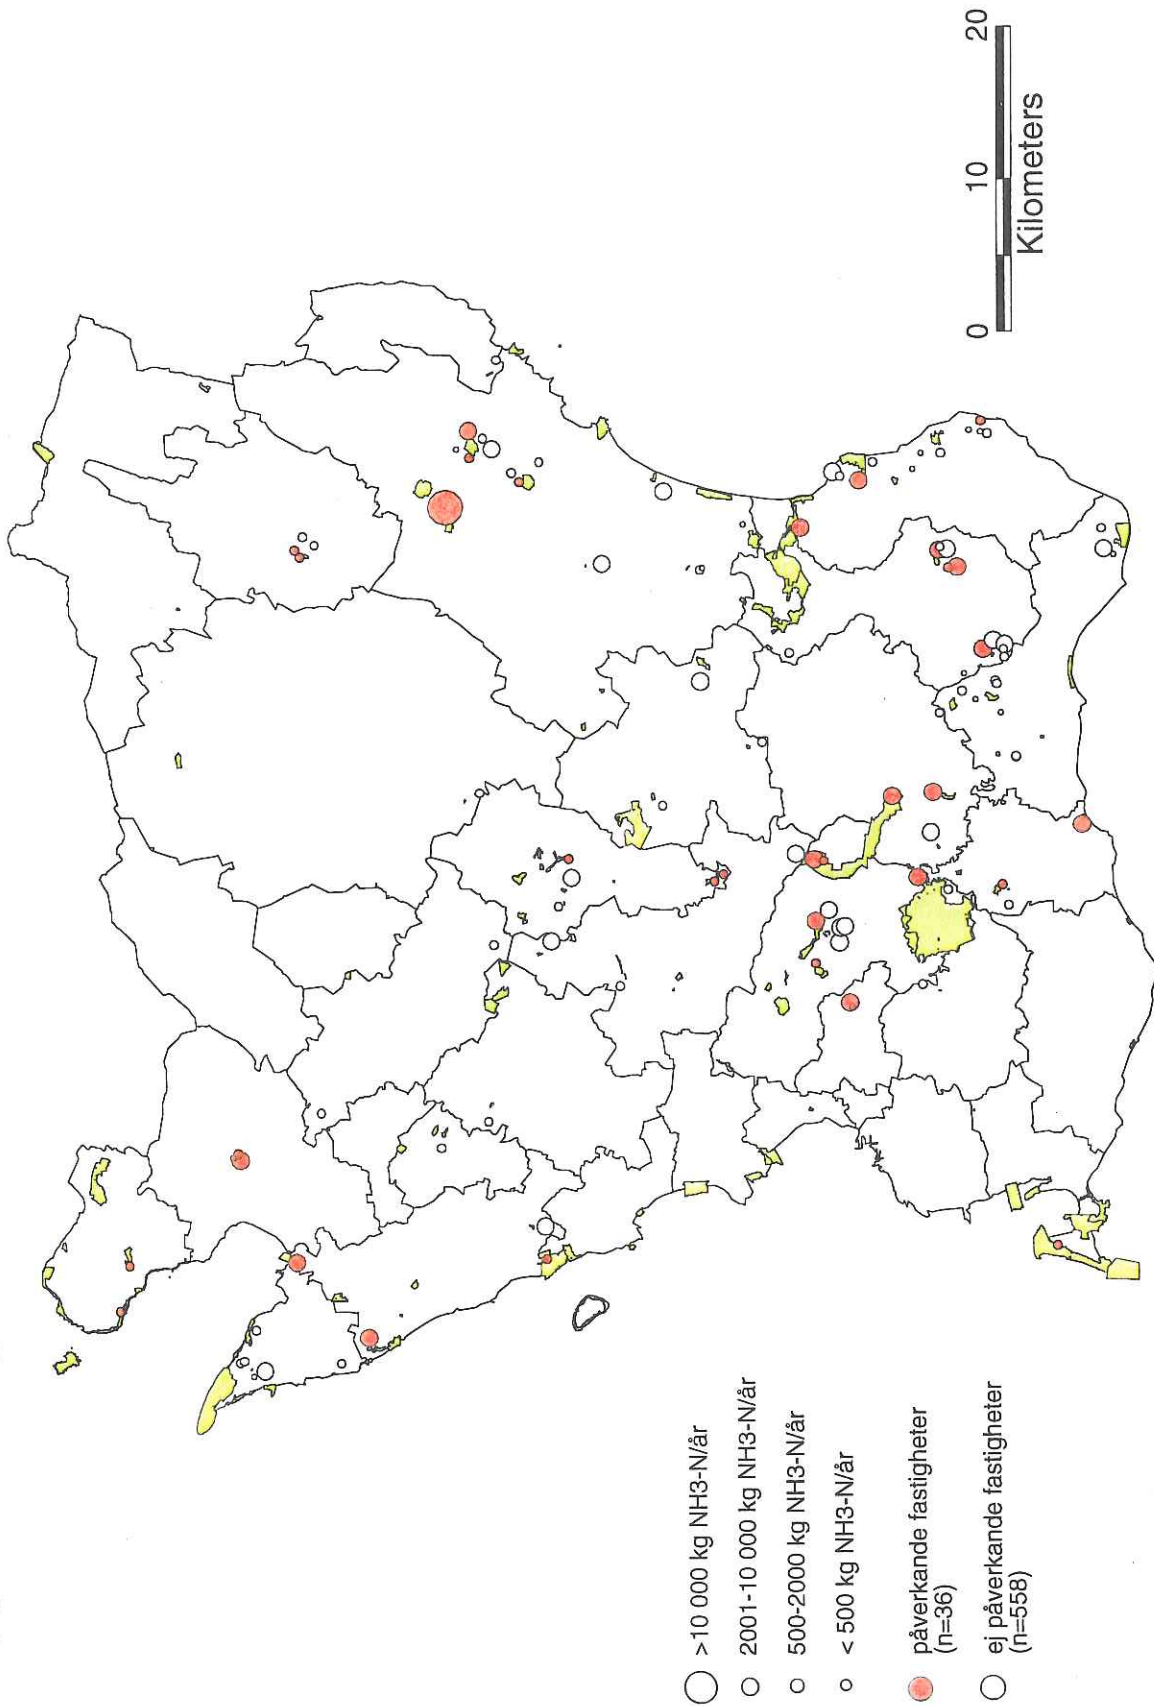 >10 000 kg NH3-N/år
2001-10 000 kg NH3-N/år
500-2000 kg NH3-N/år
< 500 kg NH3-N/år
påverkande fastigheter
(n=36)
ej påverkande fastigheter
(n=558)
0 10 20
Kilometers